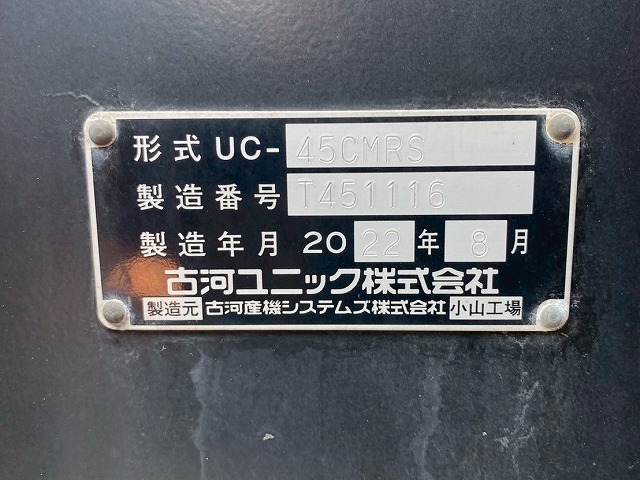 形式 UC-45CMRS
製造番号 T451116
製造年月 2022年8月
古河ユニック株式会社
製造元 古河産機システムズ株式会社 小山工場